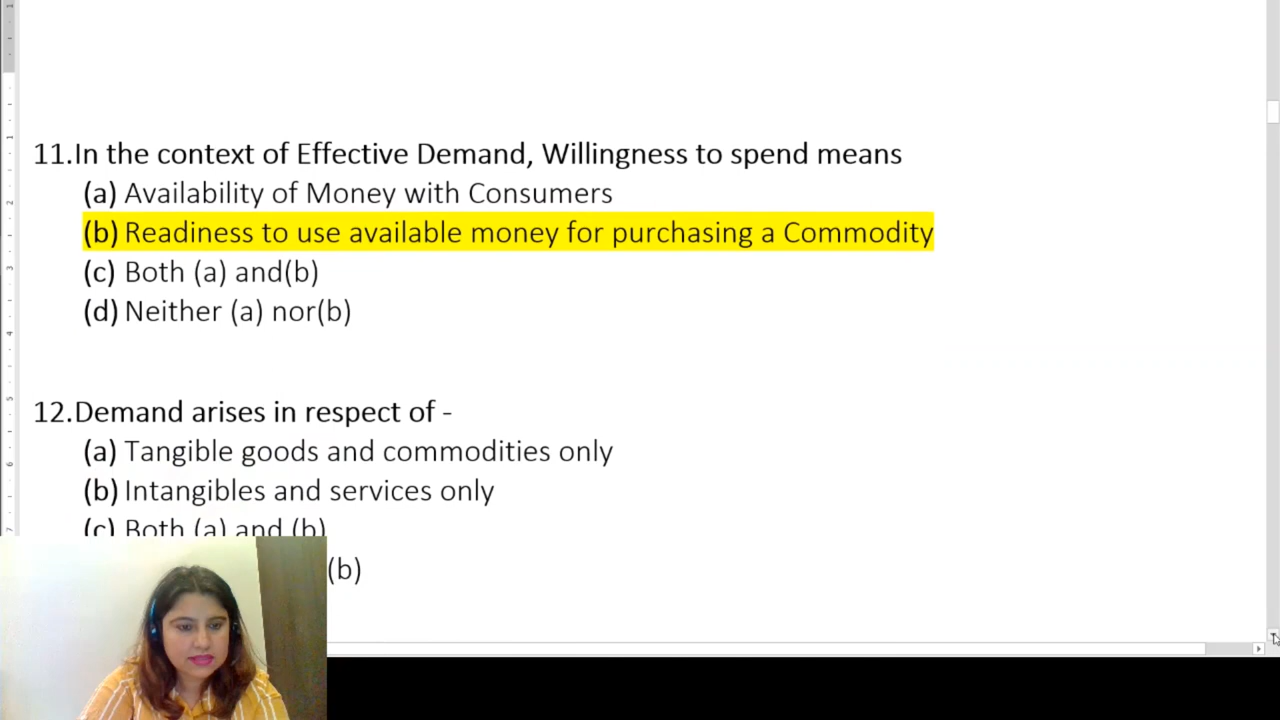 11.In the context of Effective Demand, Willingness to spend means
(a) Availability of Money with Consumers
(b) Readiness to use available money for purchasing a Commodity
(c) Both (a) and(b)
(d) Neither (a) nor(b)
12.Demand arises in respect of -
(a) Tangible goods and commodities only
(b) Intangibles and services only
(c) Both (a) and (b)
(b)